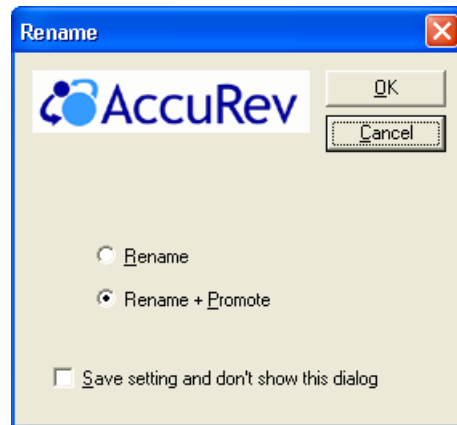 Rename
AccuRev
OK
Cancel
Rename
Rename + Promote
Save setting and don't show this dialog